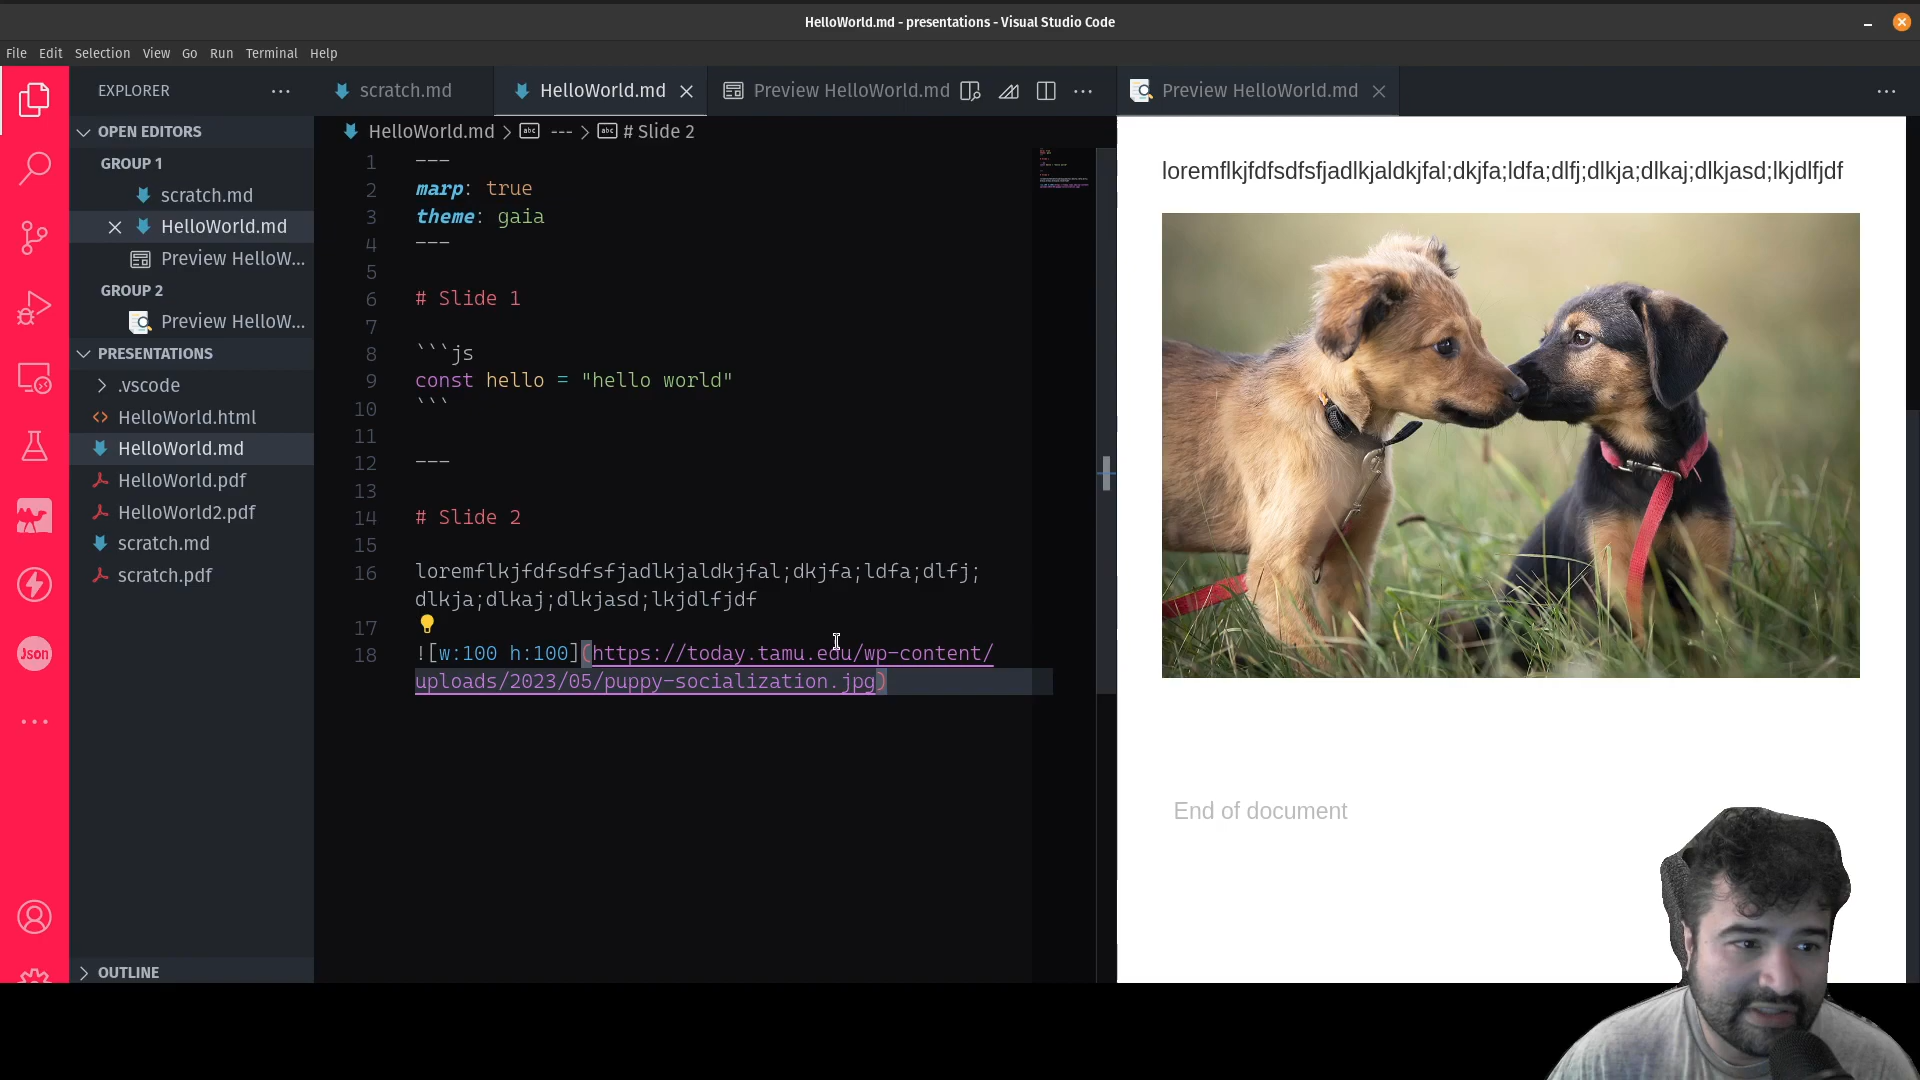 HelloWorld.md - presentations - Visual Studio Code
File Edit Selection View Go Run Terminal Help
EXPLORER
OPEN EDITORS
GROUP 1
scratch.md
HelloWorld.md
Preview HelloW...
GROUP 2
Preview HelloW...
PRESENTATIONS
.vscode
HelloWorld.html
HelloWorld.md
HelloWorld.pdf
HelloWorld2.pdf
scratch.md
scratch.pdf
OUTLINE
Json
scratch.md HelloWorld.md Preview HelloWorld.md
HelloWorld.md > abc --- > abc # Slide 2
1 ---
2 marp: true
3 theme: gaia
4 ---
5
6 # Slide 1
7
8 ```js
9 const hello = "hello world"
10 ```
11
12 ---
13
14 # Slide 2
15
16 loremflkjfdfsdfsfjadlkjaldkjfal;dkjfa;ldfa;dlfj;
dlkja;dlkaj;dlkjasd;lkjdlfjdf
17
18 ![w:100 h:100](https://today.tamu.edu/wp-content/
uploads/2023/05/puppy-socialization.jpg)
Preview HelloWorld.md
loremflkjfdfsdfsfjadlkjaldkjfal;dkjfa;ldfa;dlfj;dlkja;dlkaj;dlkjasd;lkjdlfjdf
End of document